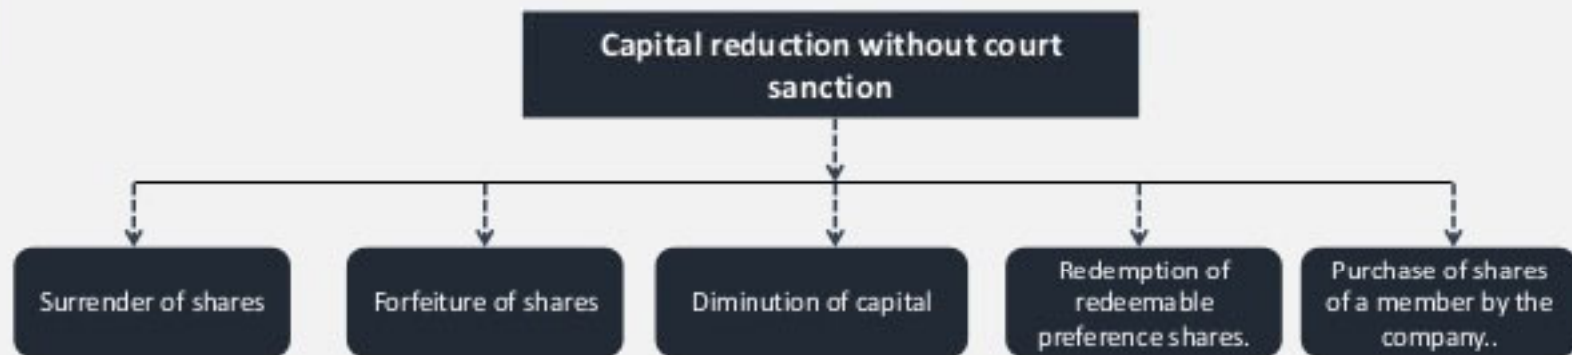 Capital reduction without court
sanction
Surrender of shares
Forfeiture of shares
Diminution of capital
Redemption of
redeemable
preference shares.
Purchase of shares
of a member by the
company..